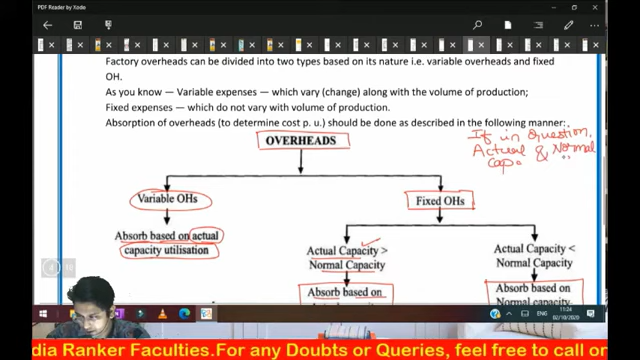 PDF Reader by Xodo
Factory overheads can be divided into two types based on its nature i.e. variable overheads and fixed
OH.
As you know — Variable expenses — which vary (change) along with the volume of production;
Fixed expenses — which do not vary with volume of production.
Absorption of overheads (to determine cost p. u.) should be done as described in the following manner:
If in question,
Actual & Normal
Cap.
OVERHEADS
Variable OHs
Fixed OHs
Absorb based on actual
capacity utilisation
Actual Capacity >
Normal Capacity
Actual Capacity <
Normal Capacity
Absorb based on
Absorb based on
Normal capacity
11:24
02/10/2020
dia Ranker Faculties.For any Doubts or Queries, feel free to call or